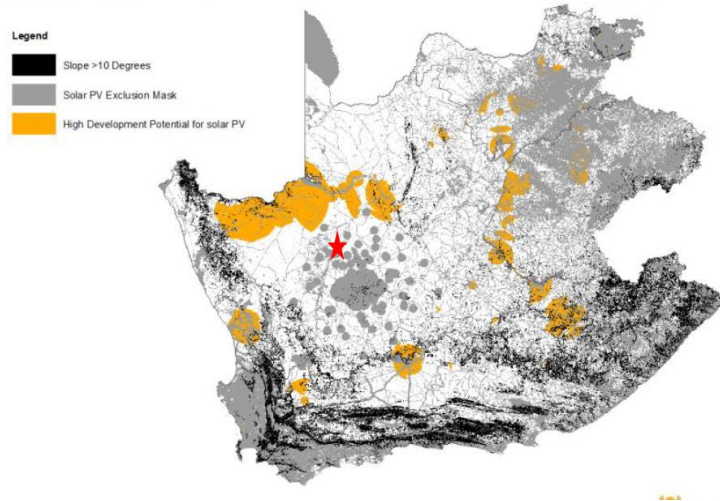 Legend
Slope >10 Degrees
Solar PV Exclusion Mask
High Development Potential for solar PV